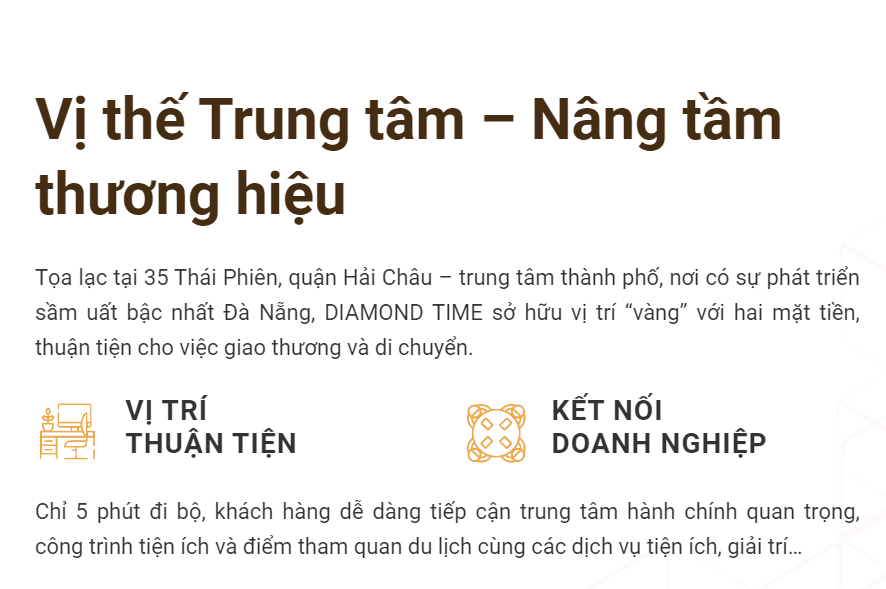 Vị thế Trung tâm – Nâng tầm
thương hiệu
Tọa lạc tại 35 Thái Phiên, quận Hải Châu – trung tâm thành phố, nơi có sự phát triển
sầm uất bậc nhất Đà Nẵng, DIAMOND TIME sở hữu vị trí “vàng” với hai mặt tiền,
thuận tiện cho việc giao thương và di chuyển.
VỊ TRÍ
THUẬN TIỆN
KẾT NỐI
DOANH NGHIỆP
Chỉ 5 phút đi bộ, khách hàng dễ dàng tiếp cận trung tâm hành chính quan trọng,
công trình tiện ích và điểm tham quan du lịch cùng các dịch vụ tiện ích, giải trí...